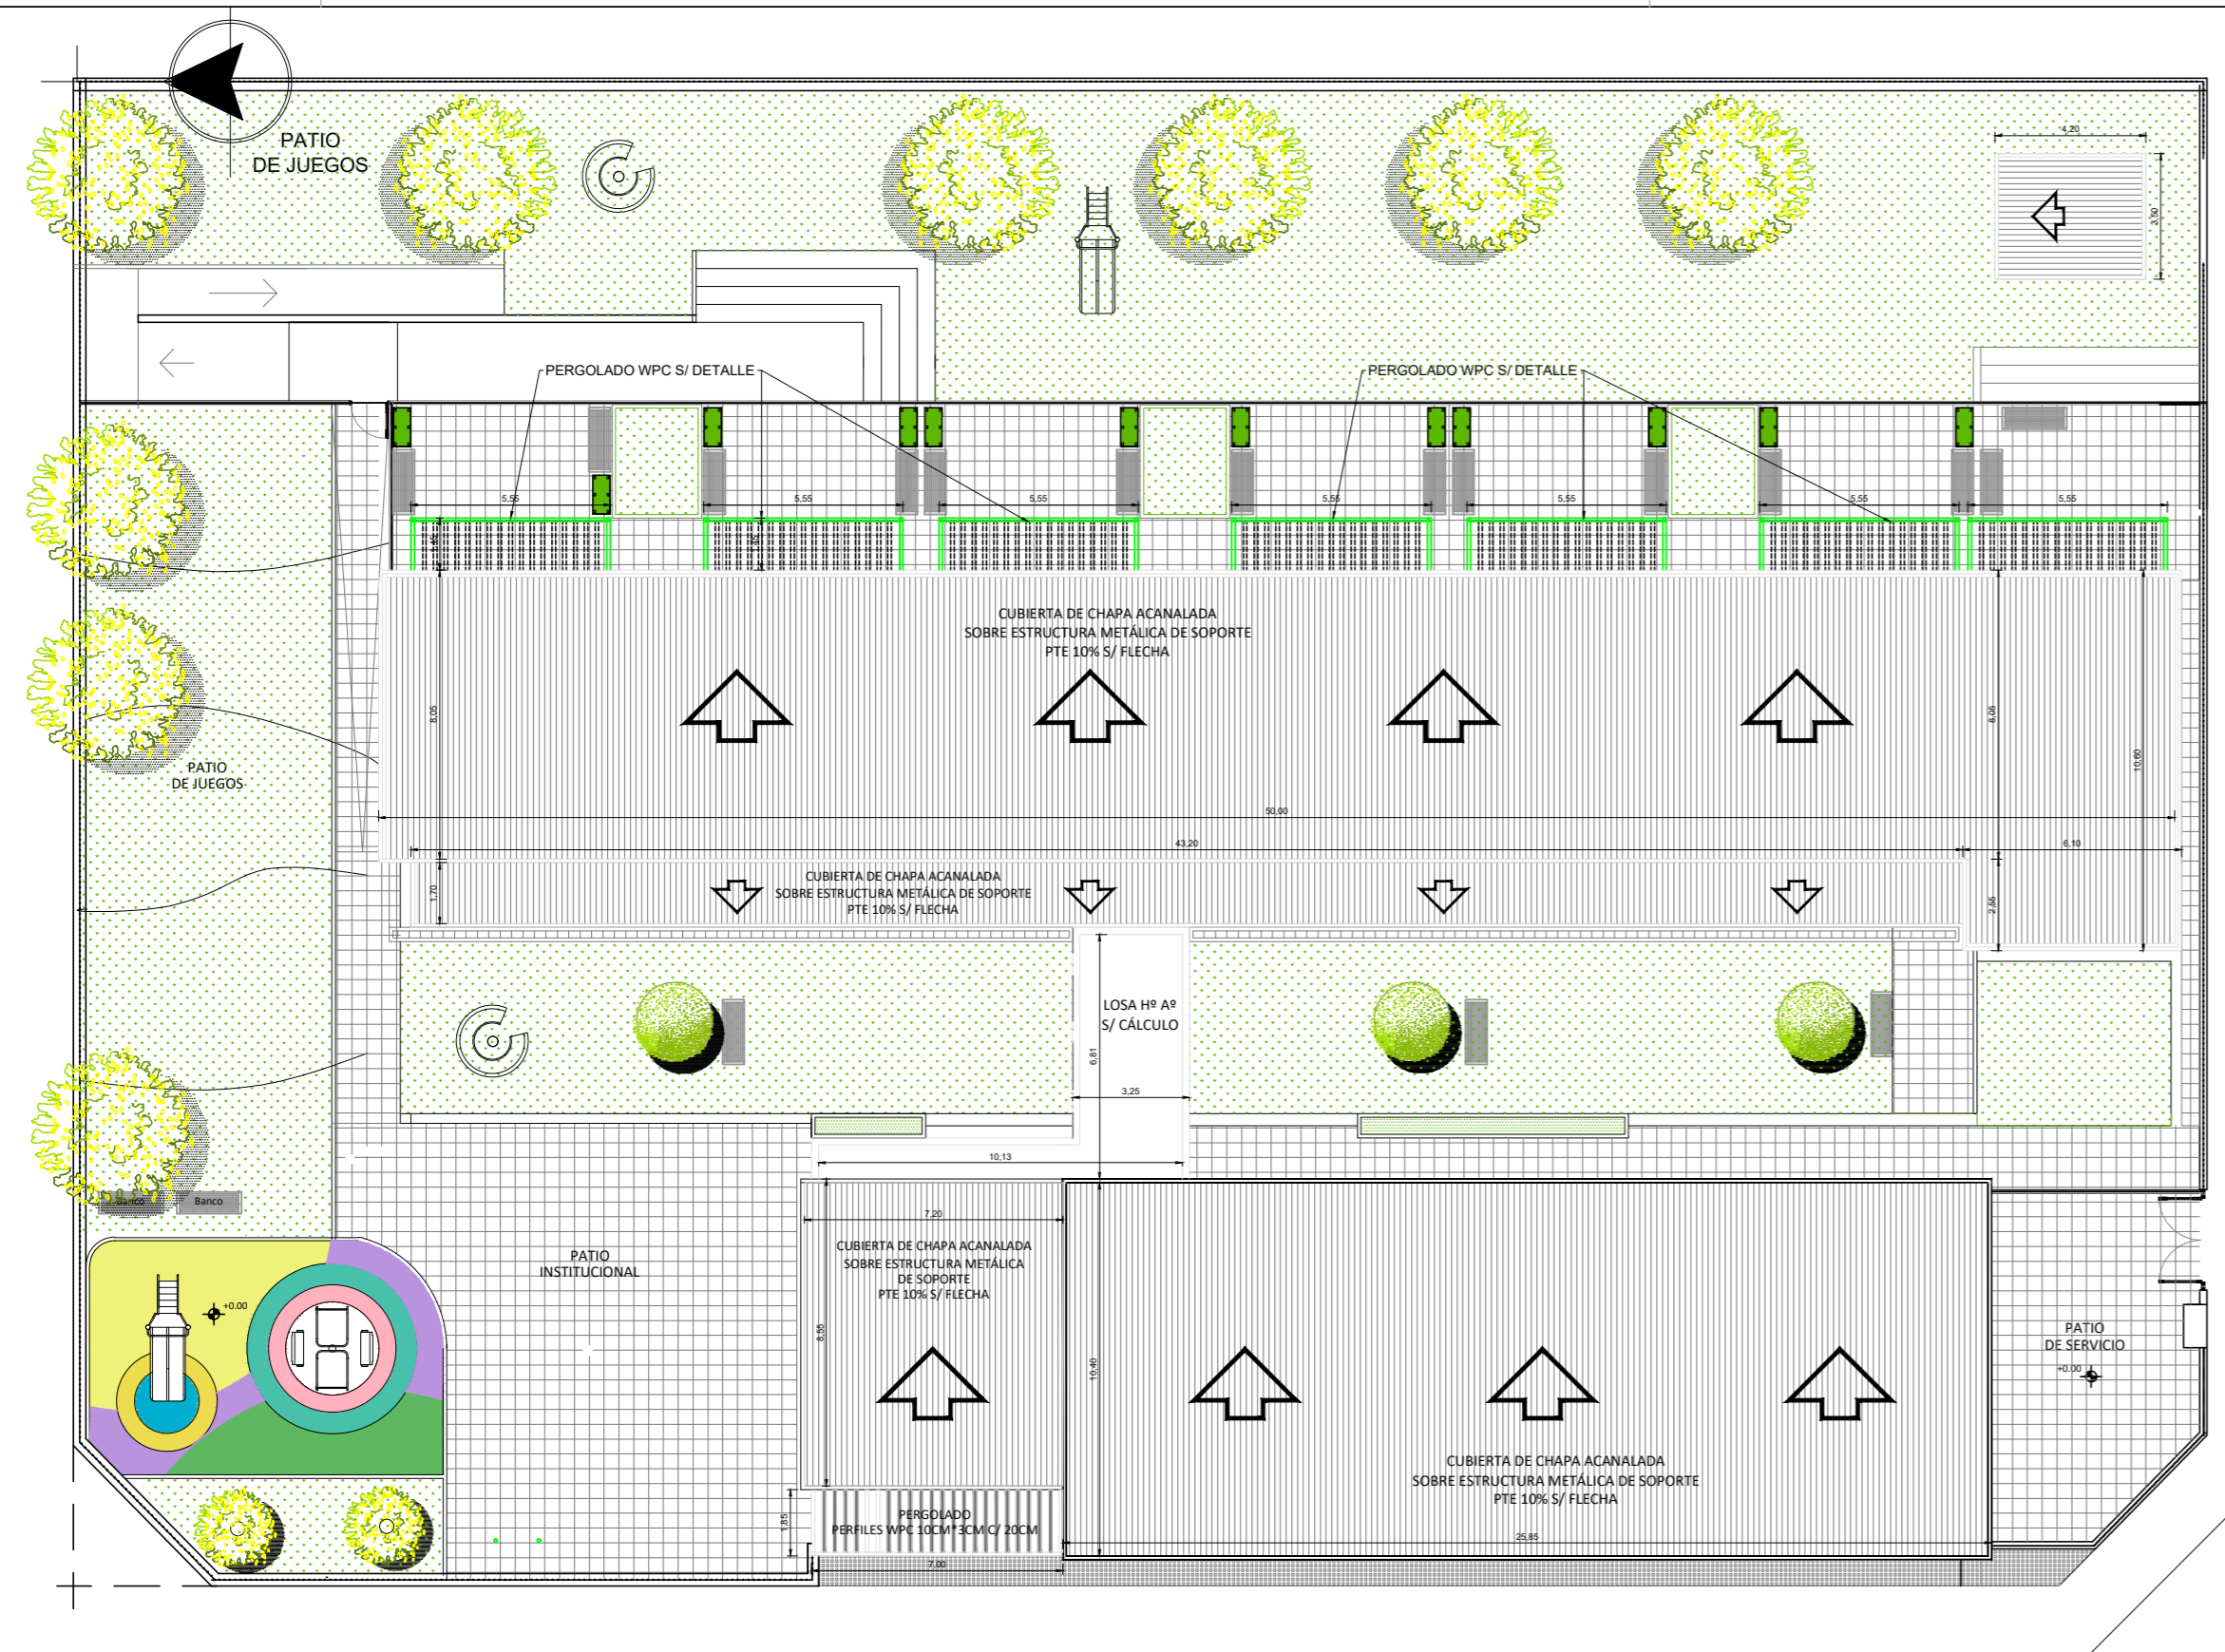 PATIO
DE JUEGOS
4,20
3,50
PERGOLADO WPC S/ DETALLE
PERGOLADO WPC S/ DETALLE
5,55
5,55
5,55
5,55
5,55
5,55
5,55
CUBIERTA DE CHAPA ACANALADA
SOBRE ESTRUCTURA METÁLICA DE SOPORTE
PTE 10% S/ FLECHA
8,05
8,05
10,60
PATIO
DE JUEGOS
50,00
43,20
6,10
CUBIERTA DE CHAPA ACANALADA
SOBRE ESTRUCTURA METÁLICA DE SOPORTE
PTE 10% S/ FLECHA
1,70
2,55
LOSA Hº Aº
S/ CÁLCULO
6,81
3,25
10,13
Banco
Banco
7,20
CUBIERTA DE CHAPA ACANALADA
SOBRE ESTRUCTURA METÁLICA
DE SOPORTE
PTE 10% S/ FLECHA
PATIO
INSTITUCIONAL
+0.00
8,55
10,40
PATIO
DE SERVICIO
+0.00
CUBIERTA DE CHAPA ACANALADA
SOBRE ESTRUCTURA METÁLICA DE SOPORTE
PTE 10% S/ FLECHA
PERGOLADO
PERFILES WPC 10CM*3CM C/ 20CM
1,85
25,85
7,00